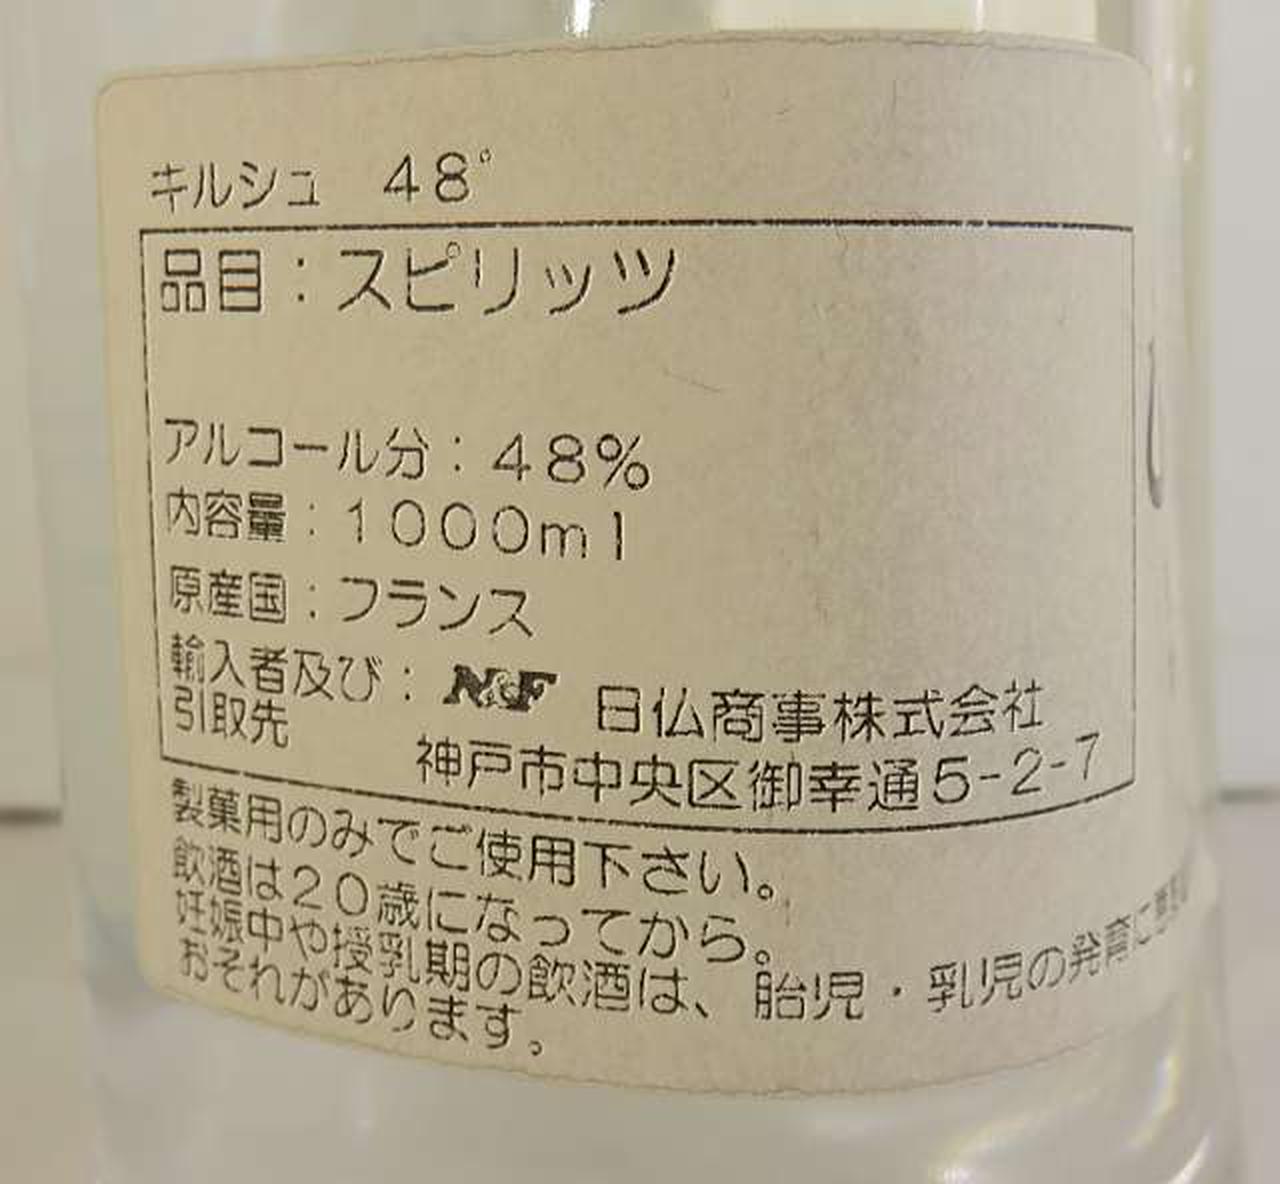 キルシュ 48°
品目：スピリッツ
アルコール分：48%
内容量：1000ml
原産国：フランス
輸入者及び：N&F 日仏商事株式会社
引取先
神戸市中央区御幸通5-2-7
製菓用のみでご使用下さい。
飲酒は20歳になってから。
妊娠中や授乳期の飲酒は、胎児・乳児の発育に
おそれがあります。